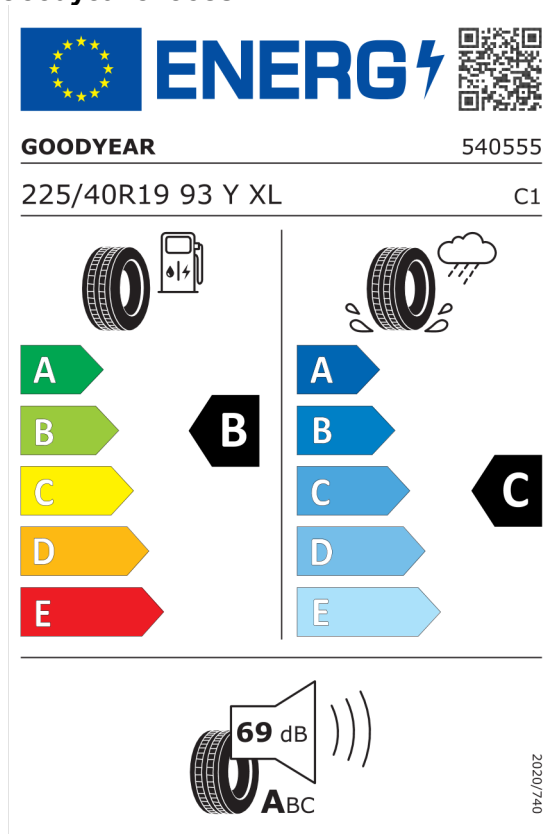 ENERG
GOODYEAR 540555
225/40R19 93 Y XL C1
A A
B B B
C C C
D D
E E
69 dB
ABC
2020/740